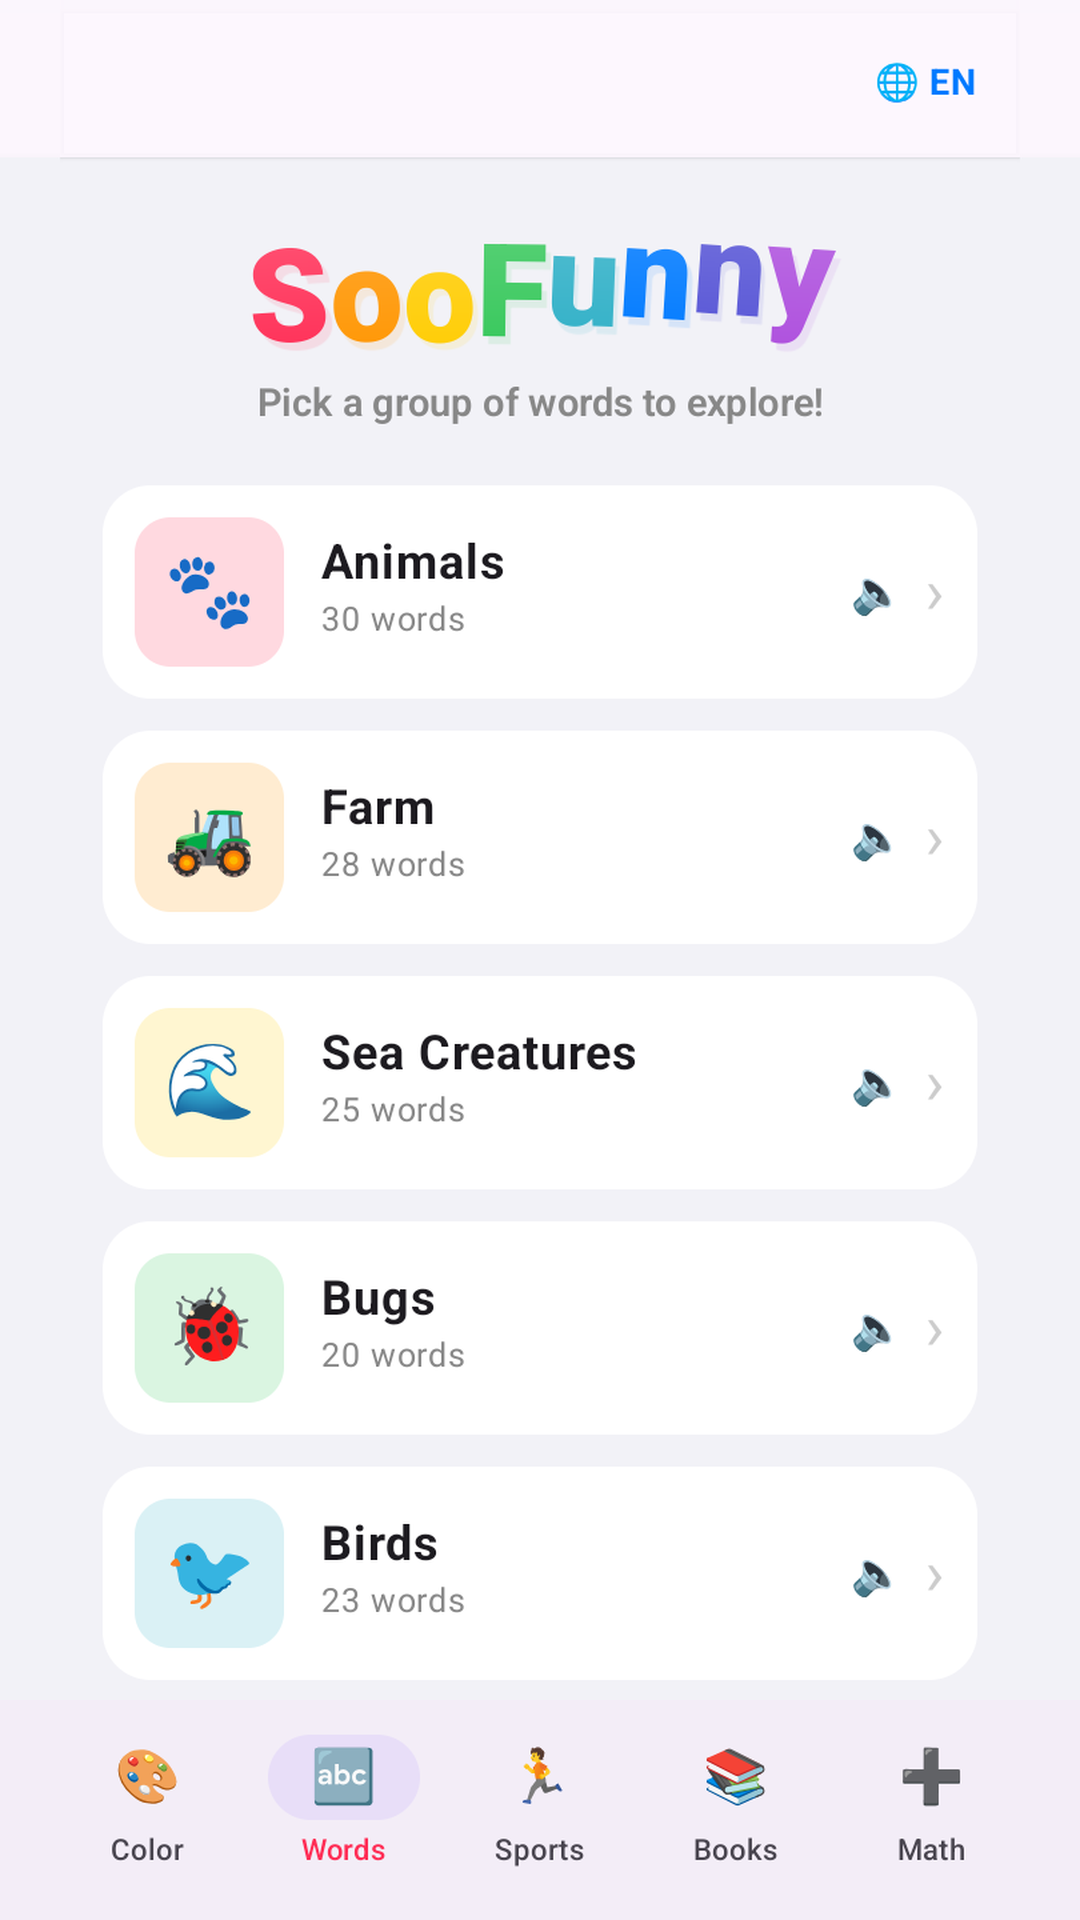 EN
SooFunny
Pick a group of words to explore!
Animals
30 words
Farm
28 words
Sea Creatures
25 words
Bugs
20 words
Birds
23 words
abc
Color
Words
Sports
Books
Math